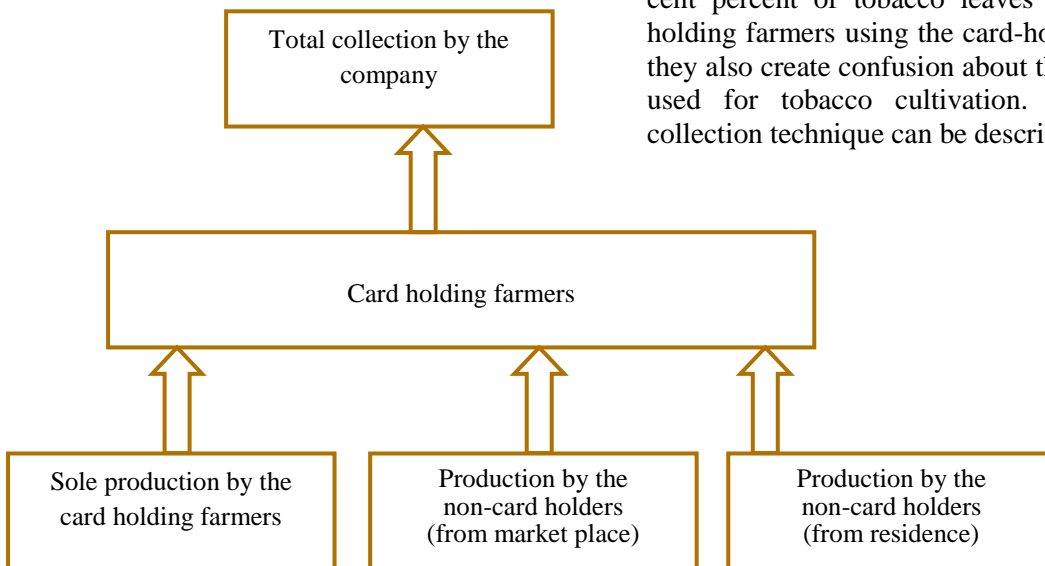 cent percent of tobacco leaves
holding farmers using the card-ho
they also create confusion about t
used for tobacco cultivation.
collection technique can be descri
Total collection by the
company
Card holding farmers
Sole production by the
card holding farmers
Production by the
non-card holders
(from market place)
Production by the
non-card holders
(from residence)